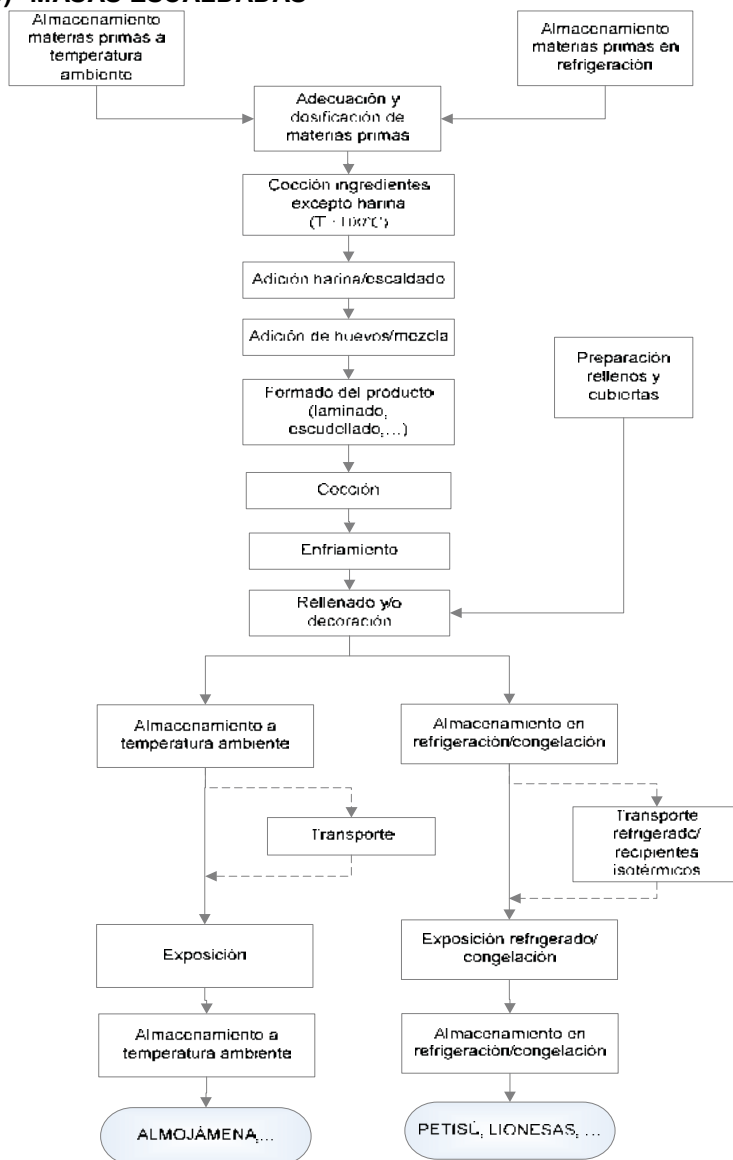 MASAS ESCALDADAS
Almacenamiento
materias primas a
temperatura
ambiente
Almacenamiento
materias primas en
refrigeración
Adecuación y
dosificación de
materias primas
Cocción ingredientes
excepto harina
Adición harina/escaldado
Adición de huevos/mezcla
Preparación
rellenos y
cubiertas
Formado del producto
(laminado,
escudellado,...)
Cocción
Enfriamiento
Rellenado y/o
decoración
Almacenamiento a
temperatura ambiente
Almacenamiento en
refrigeración/congelación
Transporte
Transporte
refrigerado/
recipientes
isotérmicos
Exposición
Exposición refrigerado/
congelación
Almacenamiento a
temperatura ambiente
Almacenamiento en
refrigeración/congelación
ALMOJÁMENA,...
PETISÚ, LIONESAS, ...